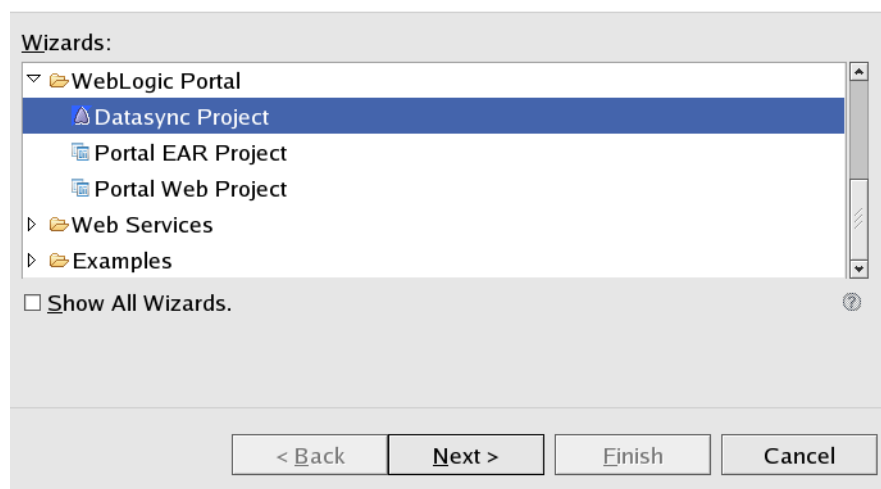 Wizards:
WebLogic Portal
Datasync Project
Portal EAR Project
Portal Web Project
Web Services
Examples
Show All Wizards.
< Back Next > Finish Cancel